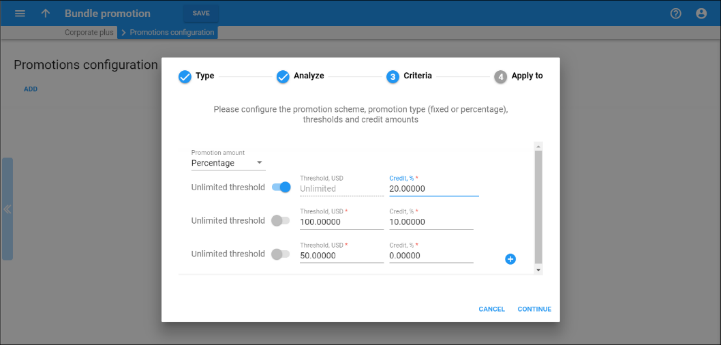 Bundle promotion SAVE
Corporate plus Promotions configuration
Promotions configuration
ADD
Type Analyze 3 Criteria 4 Apply to
Please configure the promotion scheme, promotion type (fixed or percentage),
thresholds and credit amounts
Promotion amount
Percentage
Threshold, USD Credit, % *
Unlimited threshold Unlimited 20.00000
Threshold, USD * Credit, % *
Unlimited threshold 100.00000 10.00000
Threshold, USD * Credit, % *
Unlimited threshold 50.00000 0.00000
CANCEL CONTINUE